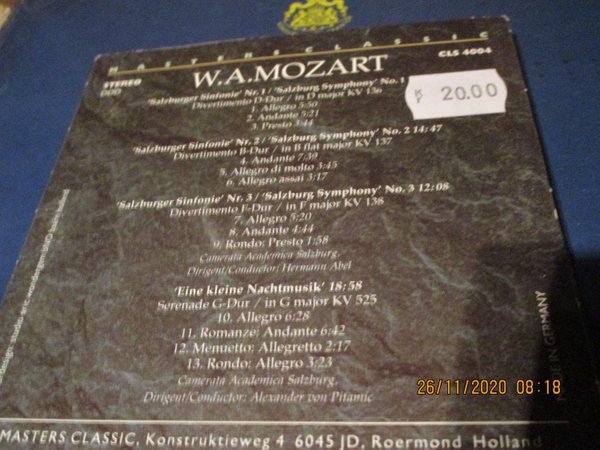 MASTERS CLASSIC
CLS 4004
W.A.MOZART
STEREO
DDD
20.00
'Salzburger Sinfonie' Nr. 1 / 'Salzburg Symphony' No. 1
Divertimento D-Dur / in D major KV 136
1. Allegro 5:50
2. Andante 5:21
3. Presto 3:44
'Salzburger Sinfonie' Nr. 2 / 'Salzburg Symphony' No. 2 14:47
Divertimento B-Dur / in B flat major KV 137
4. Andante 7:39
5. Allegro di molto 3:45
6. Allegro assai 3:17
'Salzburger Sinfonie' Nr. 3 / 'Salzburg Symphony' No. 3 12:08
Divertimento F-Dur / in F major KV 138
7. Allegro 5:20
8. Andante 4:44
9. Rondo: Presto 1:58
Camerata Academica Salzburg,
Dirigent/Conductor: Hermann Abel
'Eine kleine Nachtmusik' 18:58
Serenade G-Dur / in G major KV 525
10. Allegro 6:28
11. Romanze: Andante 6:42
12. Menuetto: Allegretto 2:17
13. Rondo: Allegro 3:23
Camerata Academica Salzburg,
Dirigent/Conductor: Alexander von Pitamic
IN GERMANY
26/11/2020 08:18
MASTERS CLASSIC, Konstruktieweg 4 6045 JD, Roermond Holland